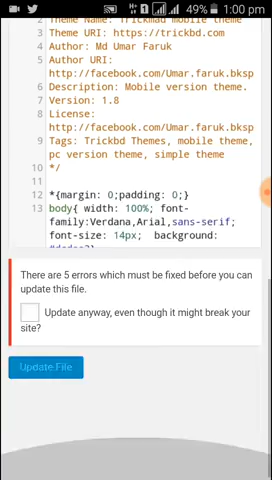 49% 1:00 pm
2 Theme Name: Trickmad mobile theme
3 Theme URI: https://trickbd.com
4 Author: Md Umar Faruk
5 Author URI:
http://facebook.com/Umar.faruk.bksp
6 Description: Mobile version theme.
7 Version: 1.8
8 License:
http://facebook.com/Umar.faruk.bksp
9 Tags: Trickbd Themes, mobile theme,
pc version theme, simple theme
10 */
11
12 *{margin: 0;padding: 0;}
13 body{ width: 100%; font-
family:Verdana,Arial,sans-serif;
font-size: 14px; background:
There are 5 errors which must be fixed before you can
update this file.
Update anyway, even though it might break your
site?
Update File